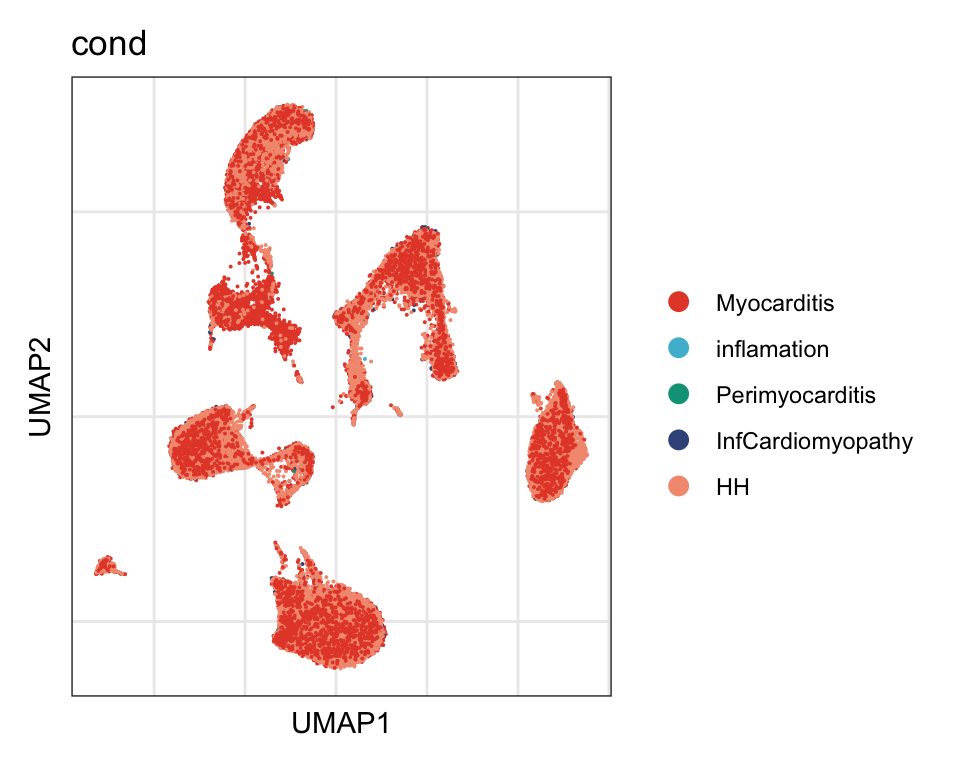 cond
UMAP2
UMAP1
Myocarditis
inflamation
Perimyocarditis
InfCardiomyopathy
HH